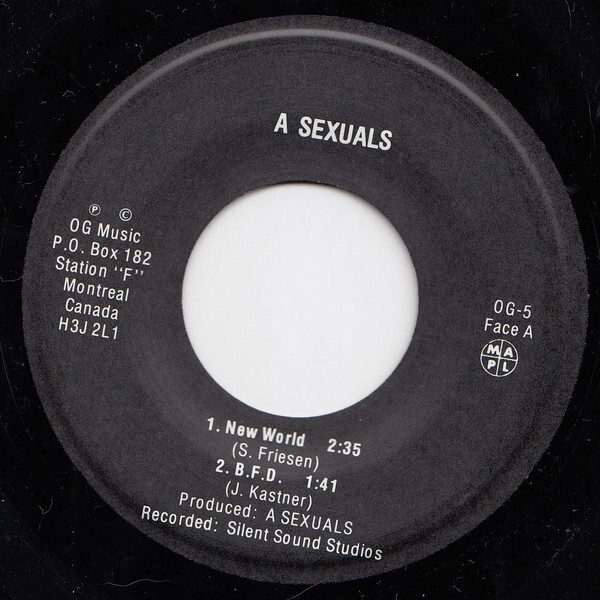 A SEXUALS
Ⓟ ©
OG Music
P.O. Box 182
Station "F"
Montreal
Canada
H3J 2L1
OG-5
Face A
M A
P L
1. New World 2:35
(S. Friesen)
2. B.F.D. 1:41
(J. Kastner)
Produced: A SEXUALS
Recorded: Silent Sound Studios